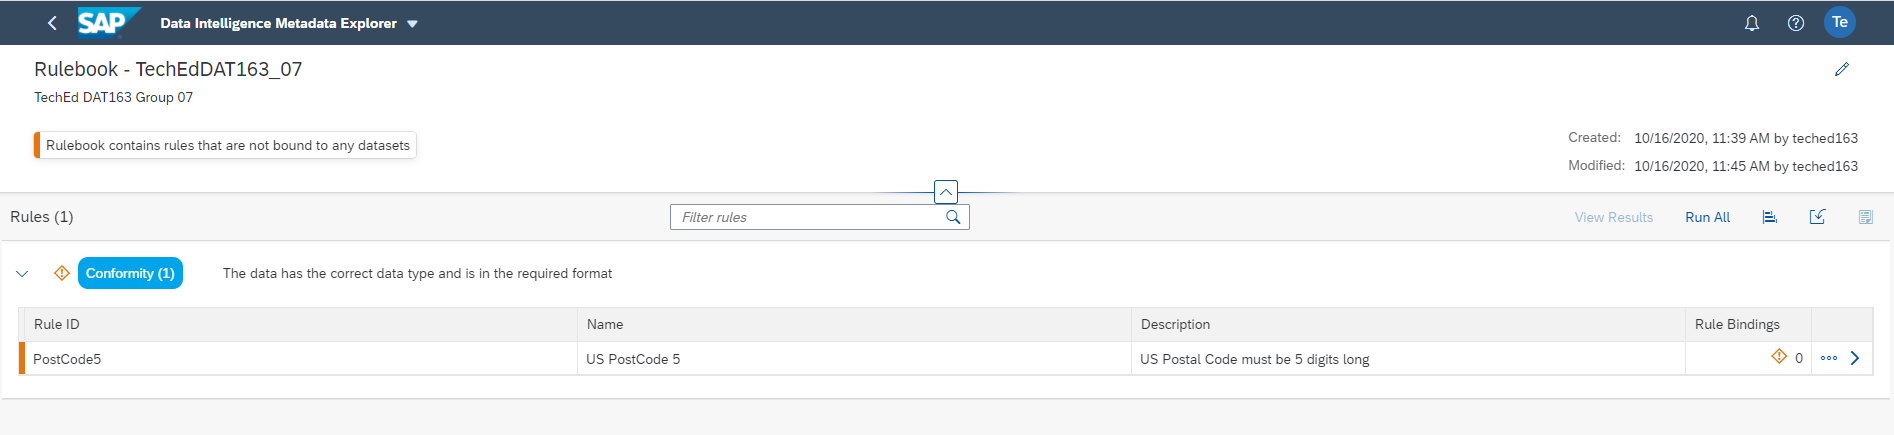 SAP Data Intelligence Metadata Explorer Te
Rulebook - TechEdDAT163_07
TechEd DAT163 Group 07
Rulebook contains rules that are not bound to any datasets
Created: 10/16/2020, 11:39 AM by teched163
Modified: 10/16/2020, 11:45 AM by teched163
Rules (1) Filter rules View Results Run All
Conformity (1) The data has the correct data type and is in the required format
Rule ID Name Description Rule Bindings
PostCode5 US PostCode 5 US Postal Code must be 5 digits long 0